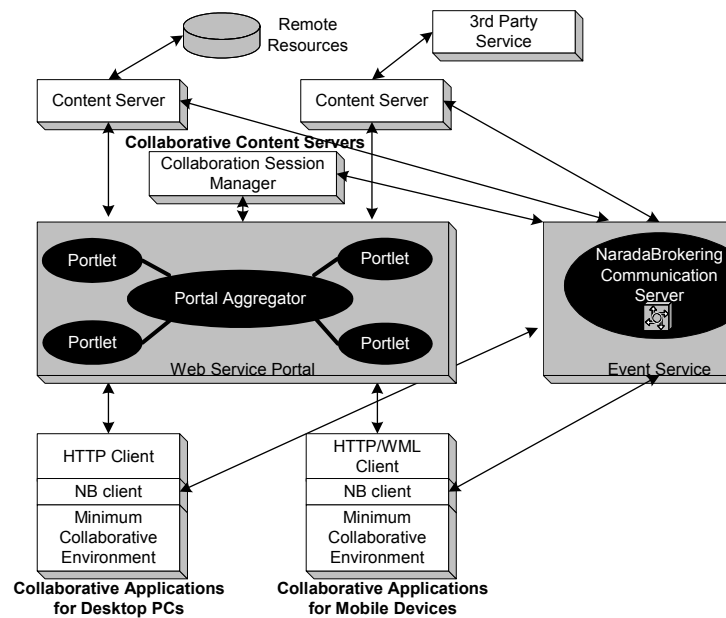 Remote
Resources
3rd Party
Service
Content Server
Content Server
Collaborative Content Servers
Collaboration Session
Manager
Portlet
Portlet
Portal Aggregator
Portlet
Portlet
Web Service Portal
NaradaBrokering
Communication
Server
Event Service
HTTP Client
NB client
Minimum
Collaborative
Environment
HTTP/WML
Client
NB client
Minimum
Collaborative
Environment
Collaborative Applications
for Desktop PCs
Collaborative Applications
for Mobile Devices